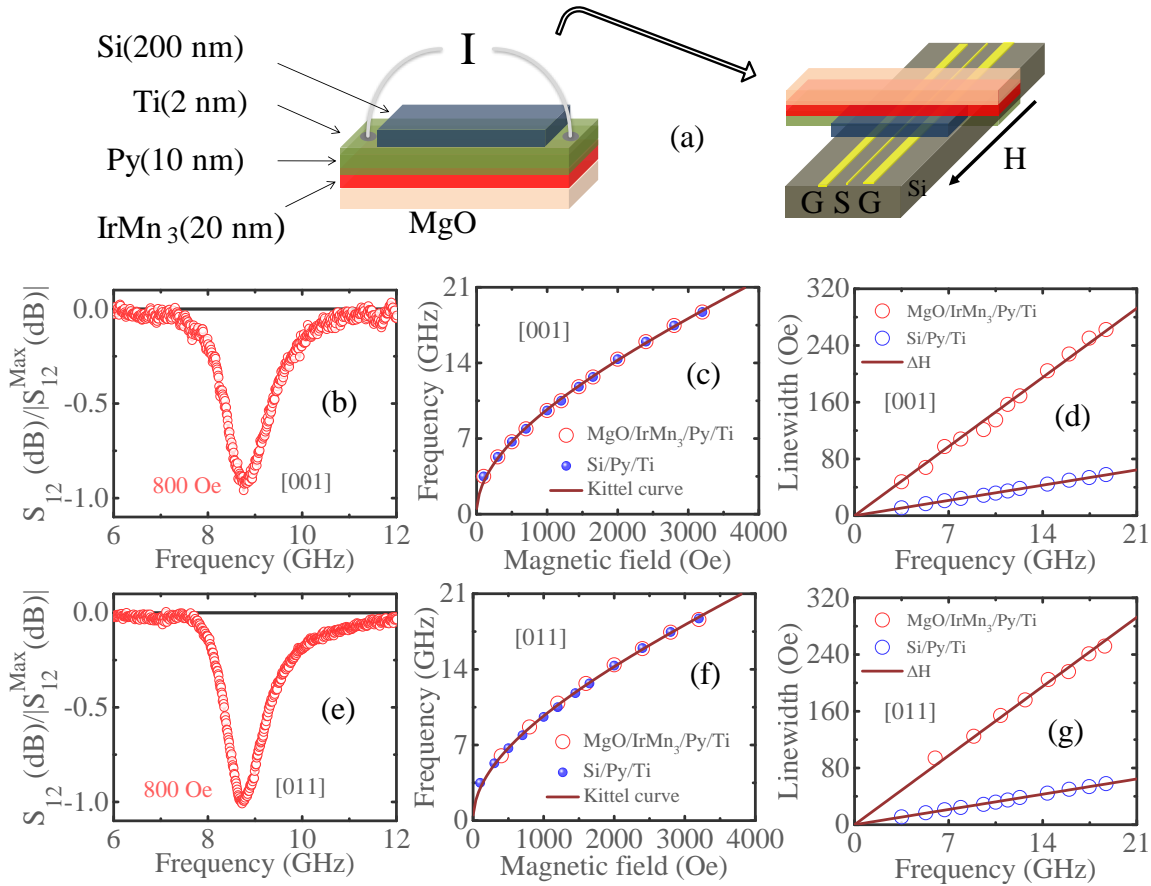 Si(200 nm)
Ti(2 nm)
Py(10 nm)
IrMn3(20 nm)
I
MgO
(a)
G S G
Si
H
S12 (dB)/|S12^Max (dB)|
0.0
-0.5
-1.0
(b)
800 Oe
[001]
6 8 10 12
Frequency (GHz)
Frequency (GHz)
21
14
7
0
[001]
(c)
MgO/IrMn3/Py/Ti
Si/Py/Ti
Kittel curve
0 1000 2000 3000 4000
Magnetic field (Oe)
Linewidth (Oe)
320
240
160
80
0
MgO/IrMn3/Py/Ti
Si/Py/Ti
ΔH
[001]
(d)
7 14 21
Frequency (GHz)
S12 (dB)/|S12^Max (dB)|
0.0
-0.5
-1.0
(e)
800 Oe
[011]
6 8 10 12
Frequency (GHz)
Frequency (GHz)
21
14
7
0
[011]
(f)
MgO/IrMn3/Py/Ti
Si/Py/Ti
Kittel curve
0 1000 2000 3000 4000
Magnetic field (Oe)
Linewidth (Oe)
320
240
160
80
0
MgO/IrMn3/Py/Ti
Si/Py/Ti
ΔH
[011]
(g)
0 7 14 21
Frequency (GHz)